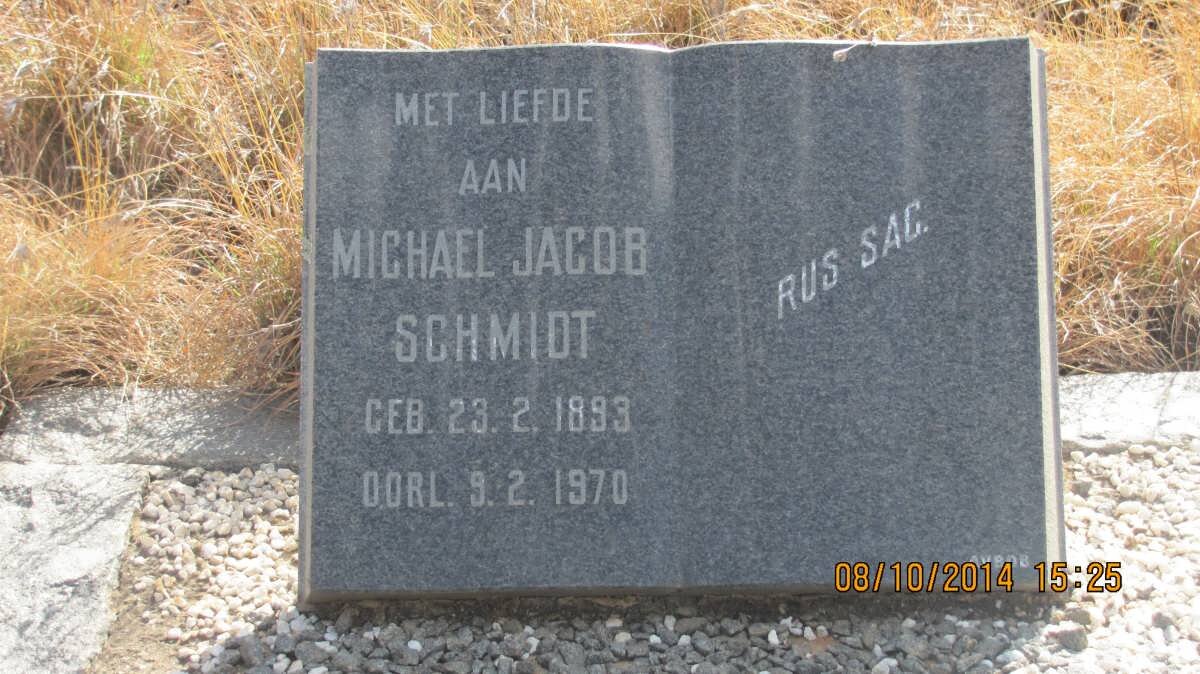 MET LIEFDE
AAN
MICHAEL JACOB
SCHMIDT
GEB. 23. 2. 1893
OORL. 9. 2. 1970
RUS SAG.
08/10/2014 15:25